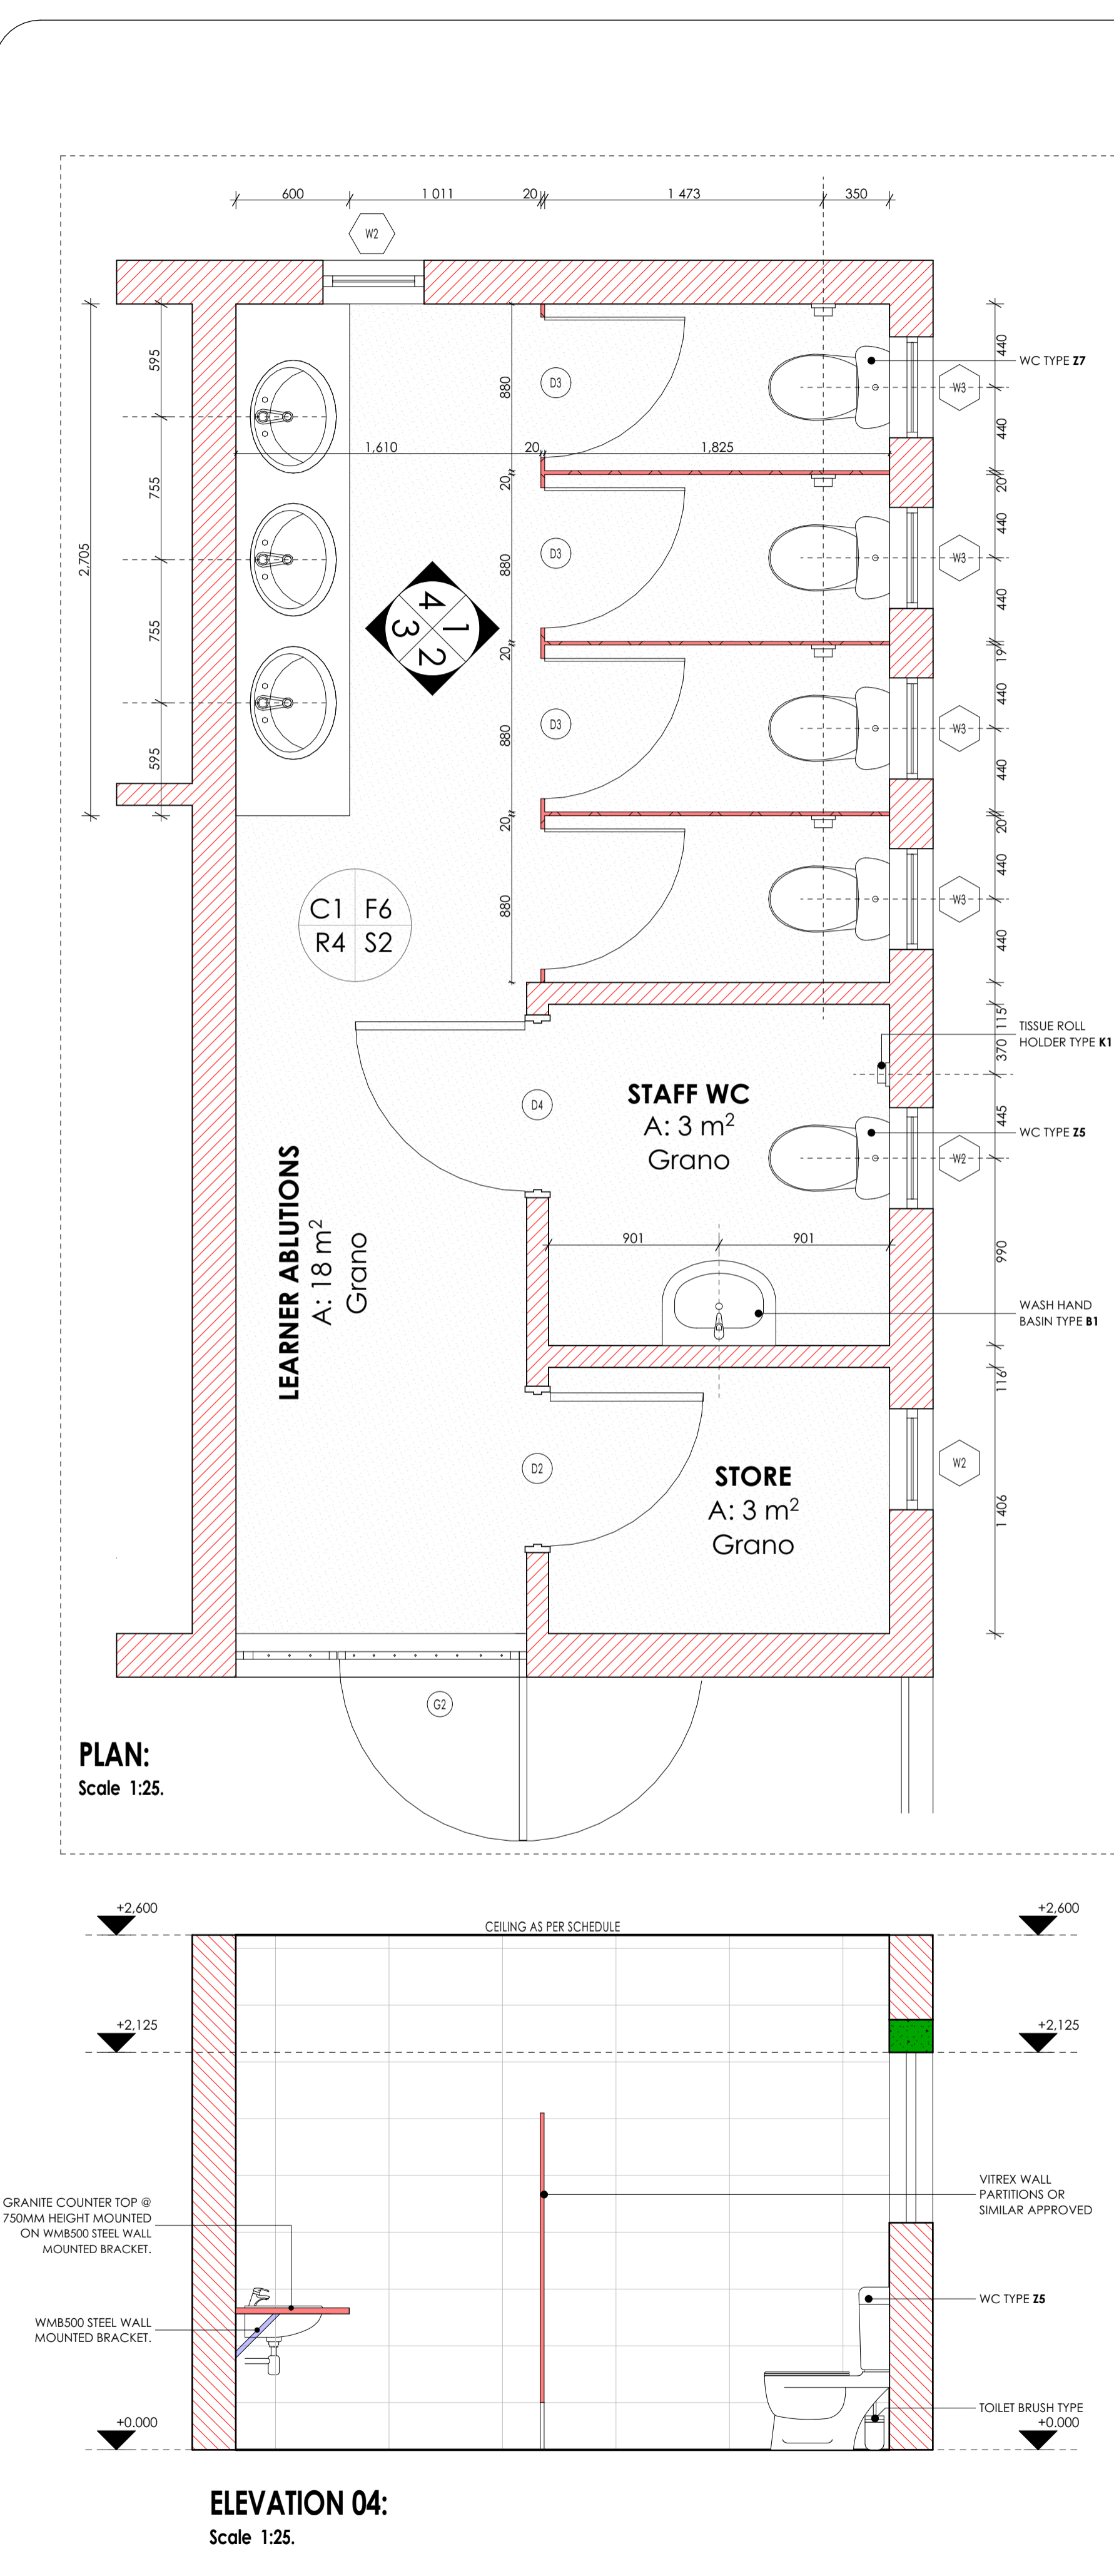 600
1 011
20
1 473
350
W2
595
755
755
595
2,705
880
20
880
20
880
20
880
1,610
20
1,825
D3
D3
D3
440
440
20
440
440
19
440
440
20
440
440
115
370
445
990
116
1 406
WC TYPE Z7
W3
W3
W3
W3
4 1
3 2
C1 F6
R4 S2
TISSUE ROLL
HOLDER TYPE K1
STAFF WC
A: 3 m²
Grano
D4
WC TYPE Z5
W2
LEARNER ABLUTIONS
A: 18 m²
Grano
901
901
WASH HAND
BASIN TYPE B1
D2
STORE
A: 3 m²
Grano
W2
G2
PLAN:
Scale 1:25.
+2,600
CEILING AS PER SCHEDULE
+2,600
+2,125
+2,125
GRANITE COUNTER TOP @
750MM HEIGHT MOUNTED
ON WMB500 STEEL WALL
MOUNTED BRACKET.
VITREX WALL
PARTITIONS OR
SIMILAR APPROVED
WMB500 STEEL WALL
MOUNTED BRACKET.
WC TYPE Z5
TOILET BRUSH TYPE
+0.000
+0.000
ELEVATION 04:
Scale 1:25.